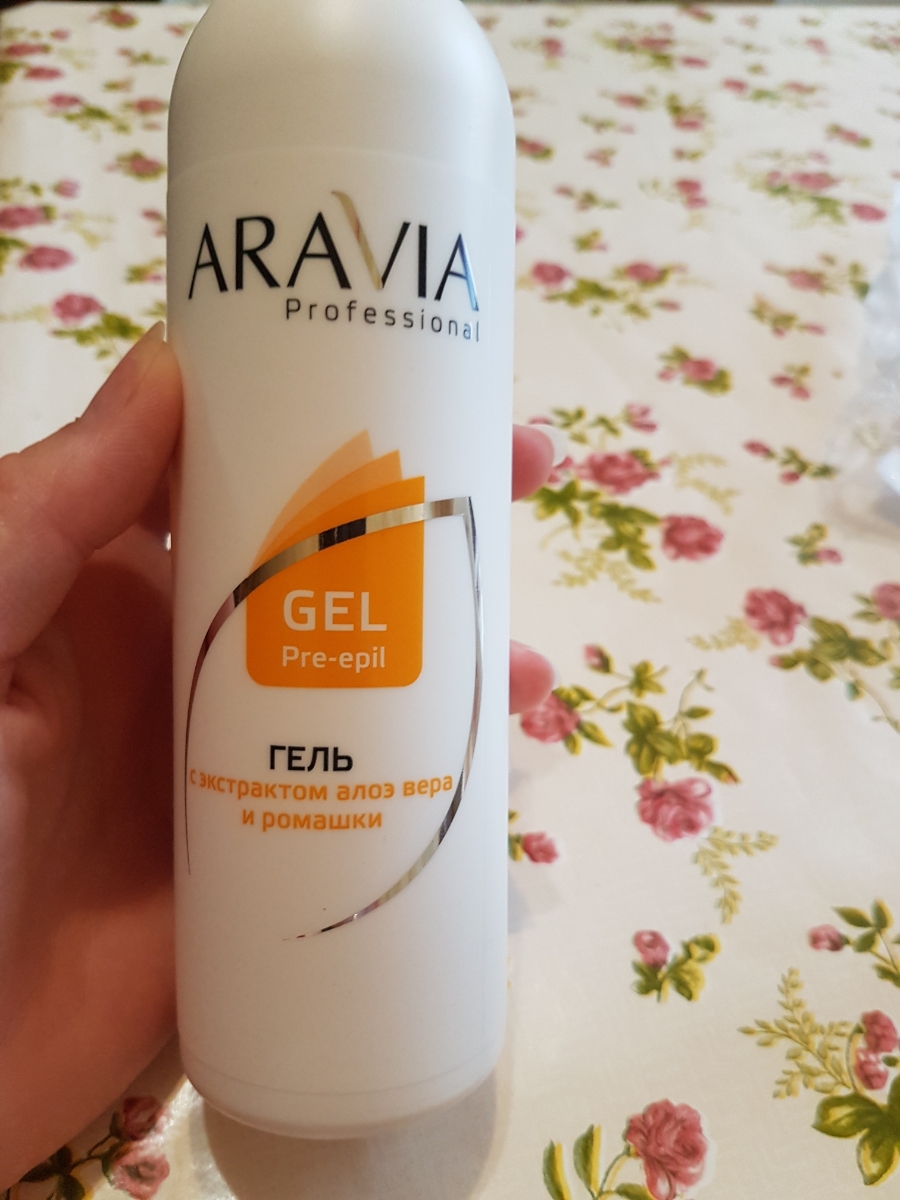 ARAVIA
Professional
GEL
Pre-epil
ГЕЛЬ
с экстрактом алоэ вера
и ромашки